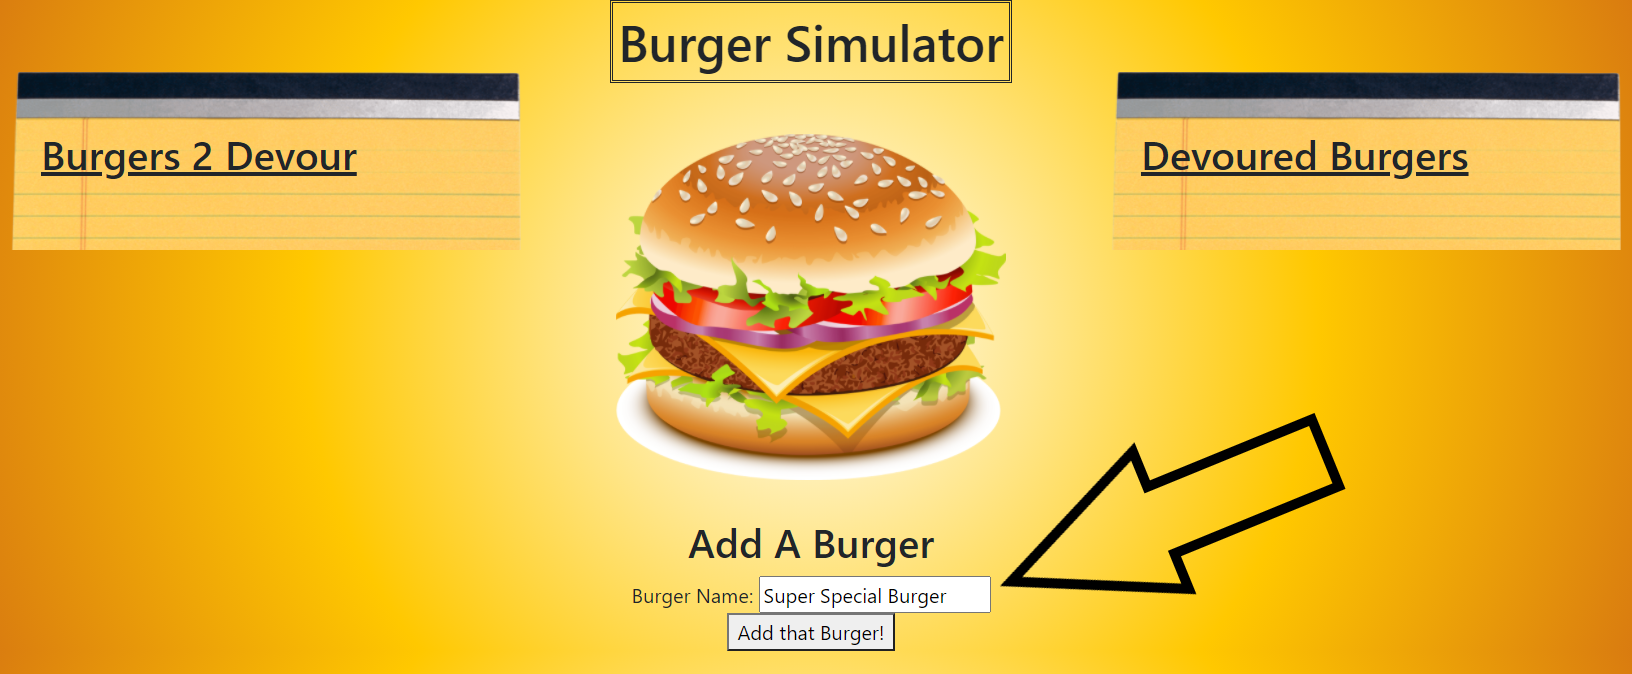 Burger Simulator
Burgers 2 Devour
Devoured Burgers
Add A Burger
Burger Name: Super Special Burger
Add that Burger!